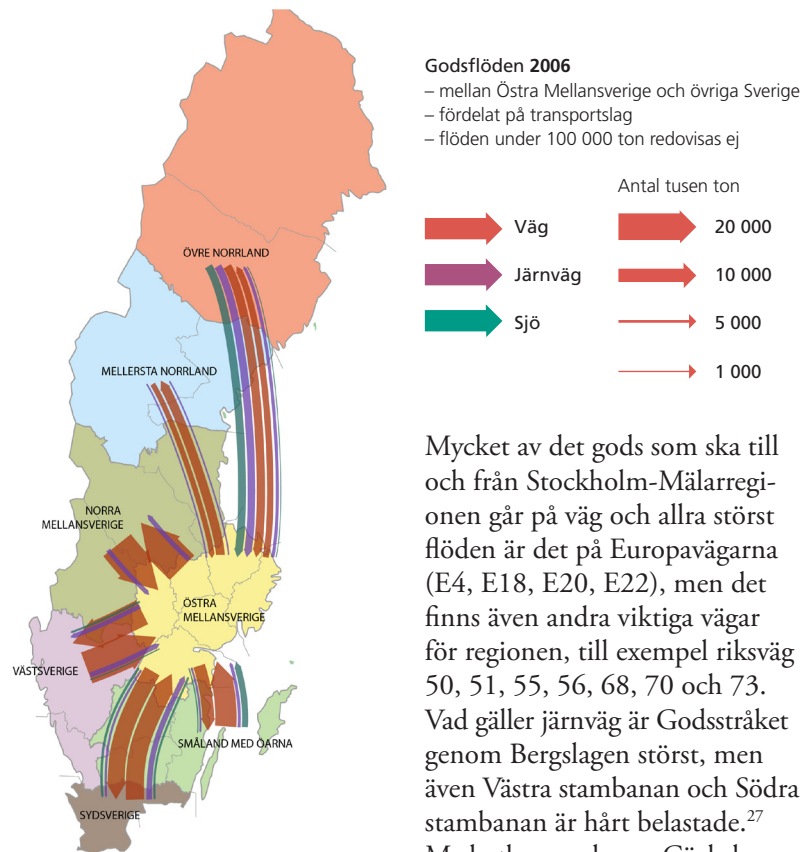 Godsflöden 2006
– mellan Östra Mellansverige och övriga Sverige
– fördelat på transportslag
– flöden under 100 000 ton redovisas ej
Antal tusen ton
Väg
20 000
Järnväg
10 000
Sjö
5 000
1 000
ÖVRE NORRLAND
MELLERSTA NORRLAND
NORRA
MELLANSVERIGE
ÖSTRA
MELLANSVERIGE
VÄSTSVERIGE
SMÅLAND MED ÖARNA
SYDSVERIGE
Mycket av det gods som ska till
och från Stockholm-Mälarregi-
onen går på väg och allra störst
flöden är det på Europavägarna
(E4, E18, E20, E22), men det
finns även andra viktiga vägar
för regionen, till exempel riksväg
50, 51, 55, 56, 68, 70 och 73.
Vad gäller järnväg är Godsstråket
genom Bergslagen störst, men
även Västra stambanan och Södra
stambanan är hårt belastade.27